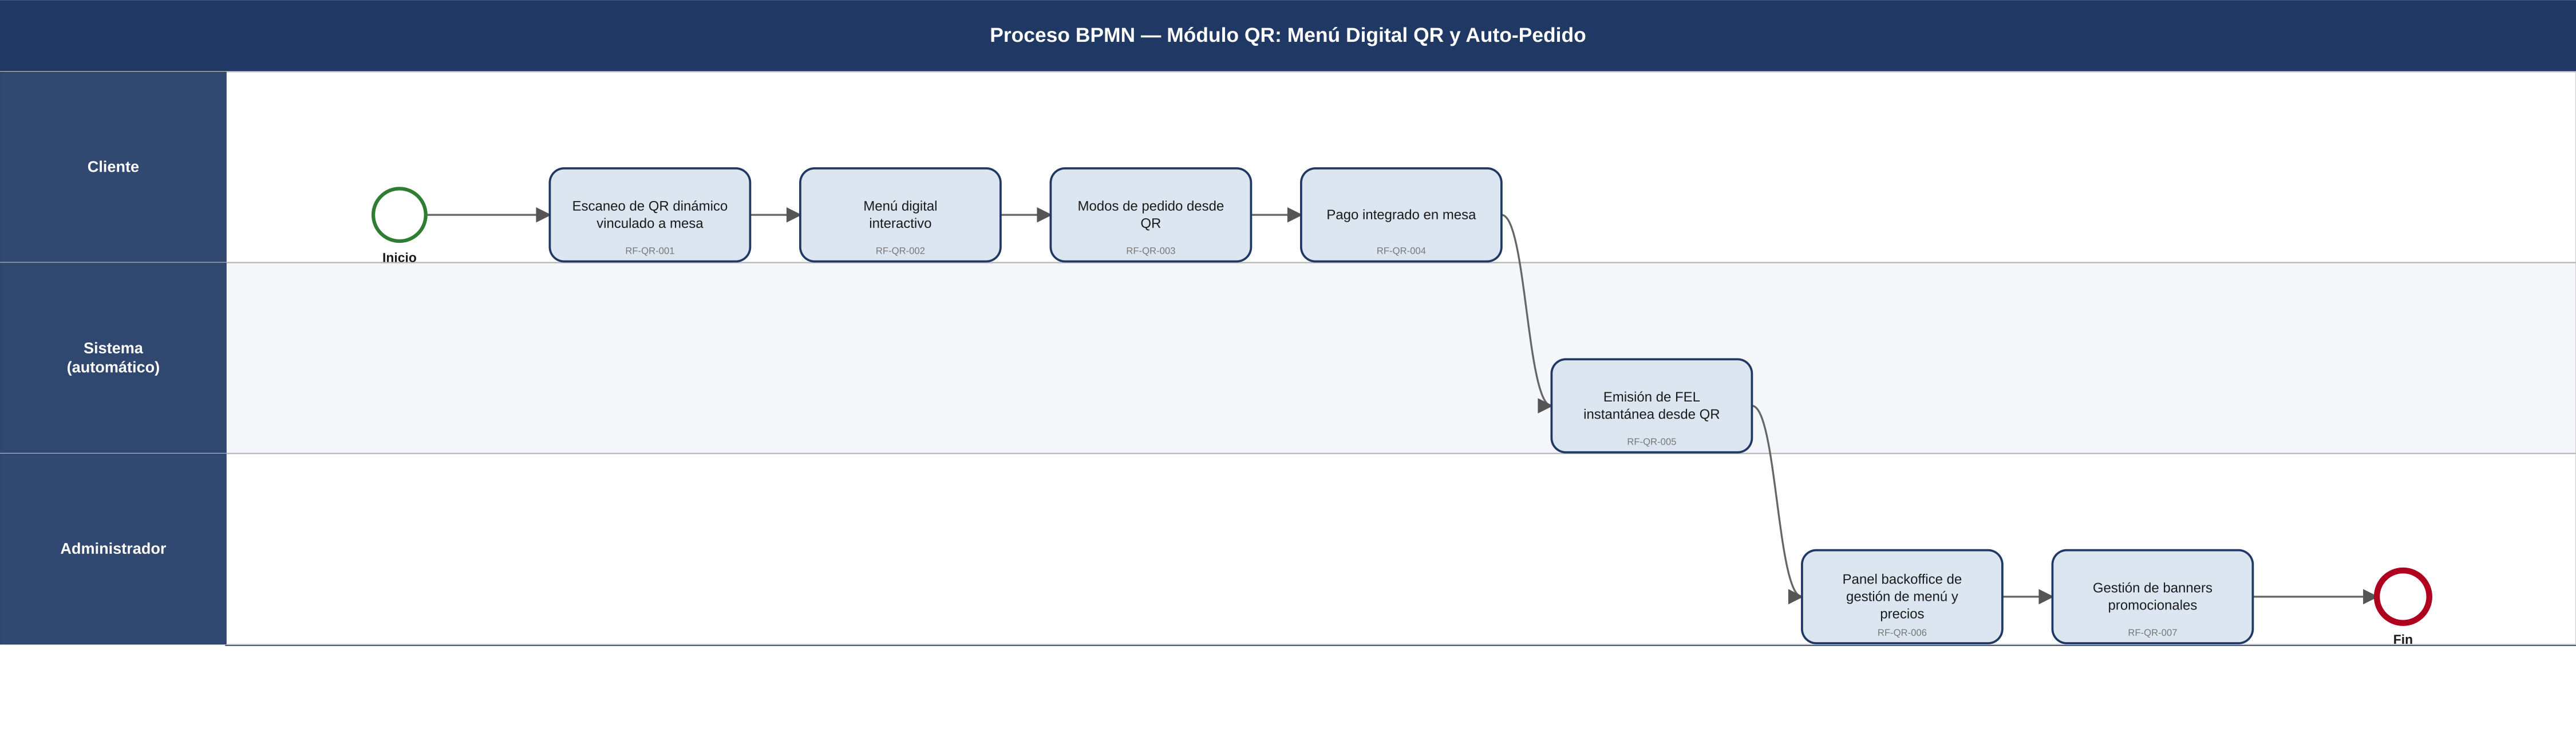 Proceso BPMN — Módulo QR: Menú Digital QR y Auto-Pedido
Cliente
Inicio
Escaneo de QR dinámico
vinculado a mesa
RF-QR-001
Menú digital
interactivo
RF-QR-002
Modos de pedido desde
QR
RF-QR-003
Pago integrado en mesa
RF-QR-004
Sistema
(automático)
Emisión de FEL
instantánea desde QR
RF-QR-005
Administrador
Panel backoffice de
gestión de menú y
precios
RF-QR-006
Gestión de banners
promocionales
RF-QR-007
Fin